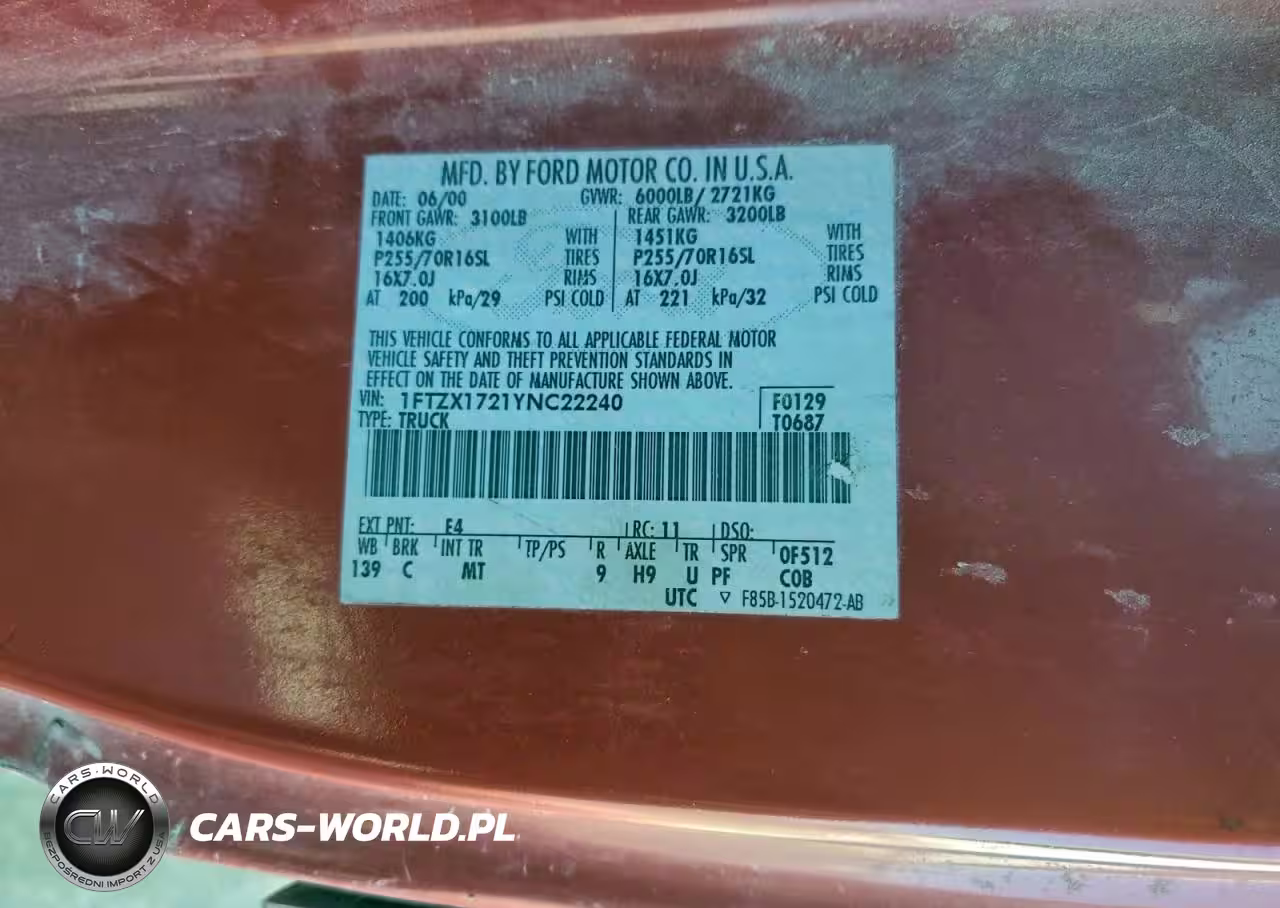 MFD. BY FORD MOTOR CO. IN U.S.A.
DATE: 06/00 GVWR: 6000LB/ 2721KG
FRONT GAWR: 3100LB REAR GAWR: 3200LB
1406KG WITH 1451KG WITH
P255/70R16SL TIRES P255/70R16SL TIRES
16X7.0J RIMS 16X7.0J RIMS
AT 200 kPa/29 PSI COLD AT 221 kPa/32 PSI COLD
THIS VEHICLE CONFORMS TO ALL APPLICABLE FEDERAL MOTOR
VEHICLE SAFETY AND THEFT PREVENTION STANDARDS IN
EFFECT ON THE DATE OF MANUFACTURE SHOWN ABOVE.
VIN: 1FTZX1721YNC22240 F0129
TYPE: TRUCK T0687
EXT PNT: E4 RC: 11 DSO:
WB BRK INT TR TP/PS R AXLE TR SPR 0F512
139 C MT 9 H9 U PF COB
UTC ▽ F85B-1520472-AB
CARS-WORLD
CW
BEZPOŚREDNI IMPORT Z USA
CARS-WORLD.PL